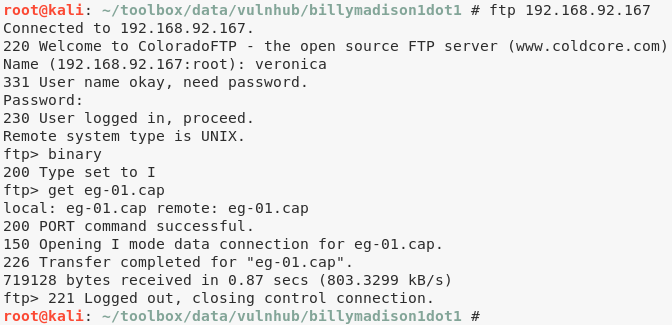 root@kali: ~/toolbox/data/vulnhub/billymadison1dot1 # ftp 192.168.92.167
Connected to 192.168.92.167.
220 Welcome to ColoradoFTP - the open source FTP server (www.coldcore.com)
Name (192.168.92.167:root): veronica
331 User name okay, need password.
Password:
230 User logged in, proceed.
Remote system type is UNIX.
ftp> binary
200 Type set to I
ftp> get eg-01.cap
local: eg-01.cap remote: eg-01.cap
200 PORT command successful.
150 Opening I mode data connection for eg-01.cap.
226 Transfer completed for "eg-01.cap".
719128 bytes received in 0.87 secs (803.3299 kB/s)
ftp> 221 Logged out, closing control connection.
root@kali: ~/toolbox/data/vulnhub/billymadison1dot1 #